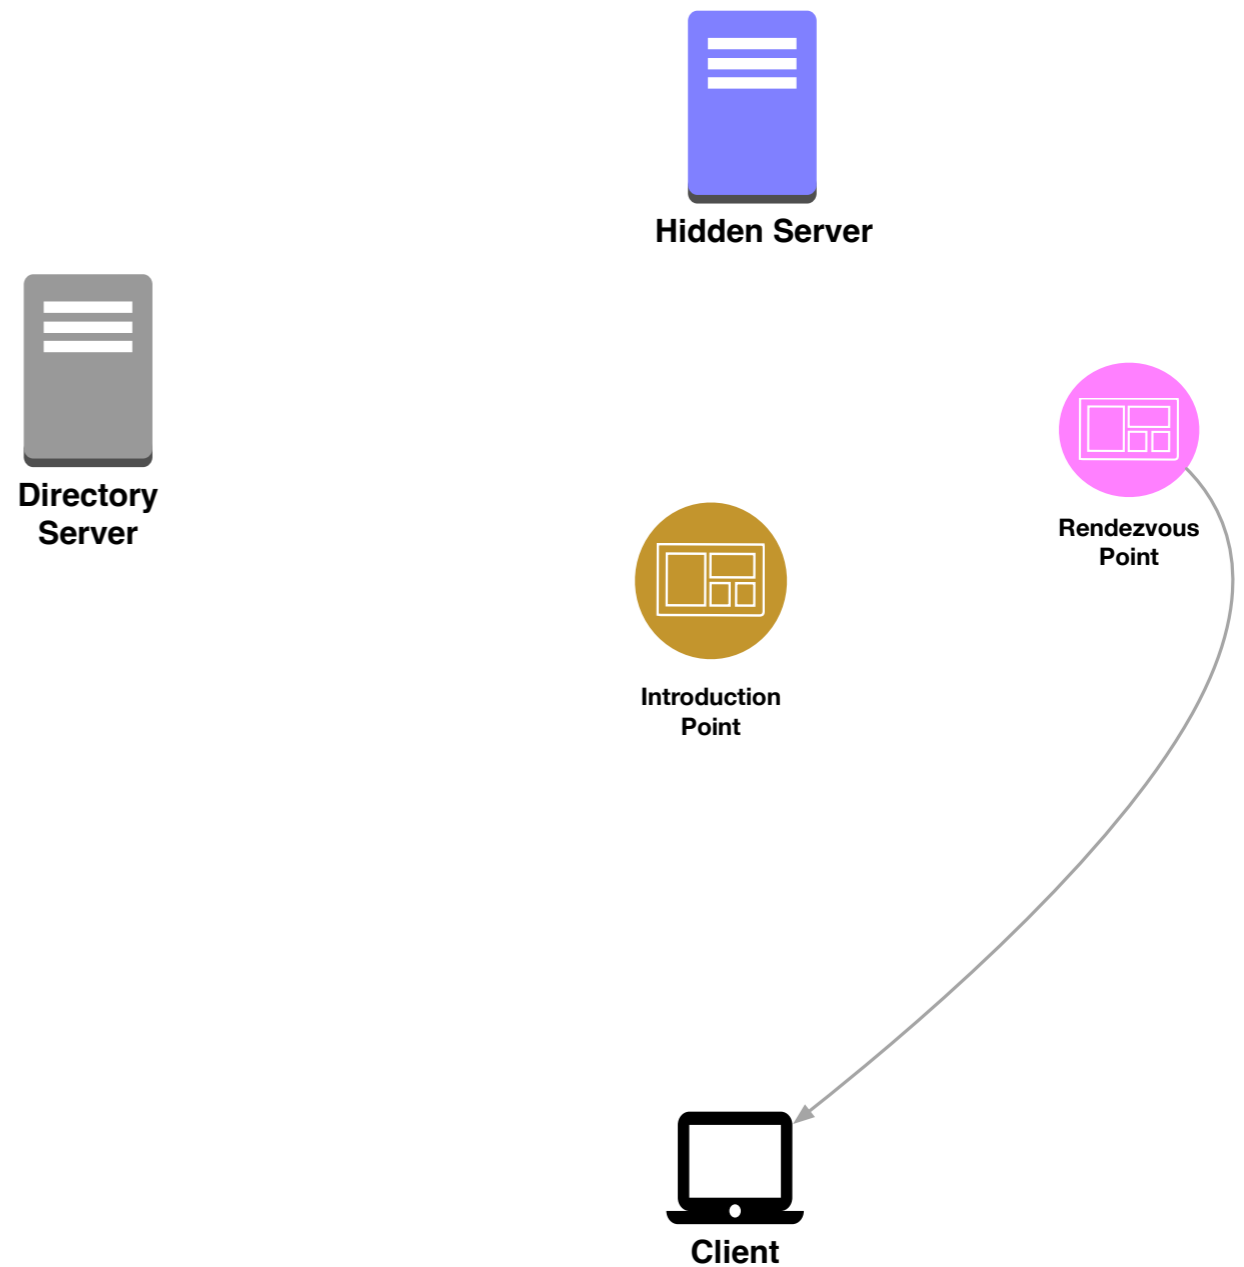 Hidden Server
Directory
Server
Rendezvous
Point
Introduction
Point
Client